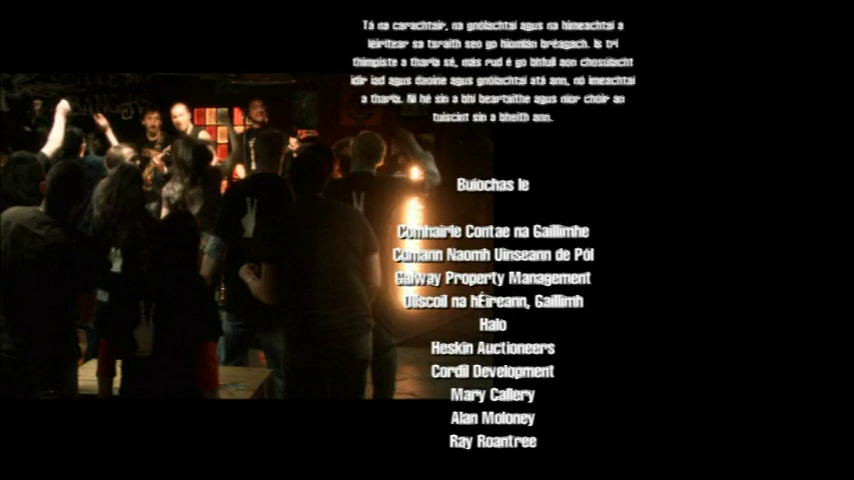 Tá na carachtair, na gnólachtaí agus na himeachtaí a
léirítear sa tsraith seo go hiomlán bréagach. Is trí
thimpiste a tharla sé, más rud é go bhfuil aon chosúlacht
idir iad agus daoine agus gnólachtaí atá ann, nó imeachtaí
a tharla. Ní hé sin a bhí beartaithe agus níor chóir an
tuiscint sin a bheith ann.
Buíochas le
Comhairle Contae na Gaillimhe
Cumann Naomh Uinseann de Pól
Galway Property Management
Ollscoil na hÉireann, Gaillimh
Halo
Heskin Auctioneers
Cordil Development
Mary Callery
Alan Moloney
Ray Roantree